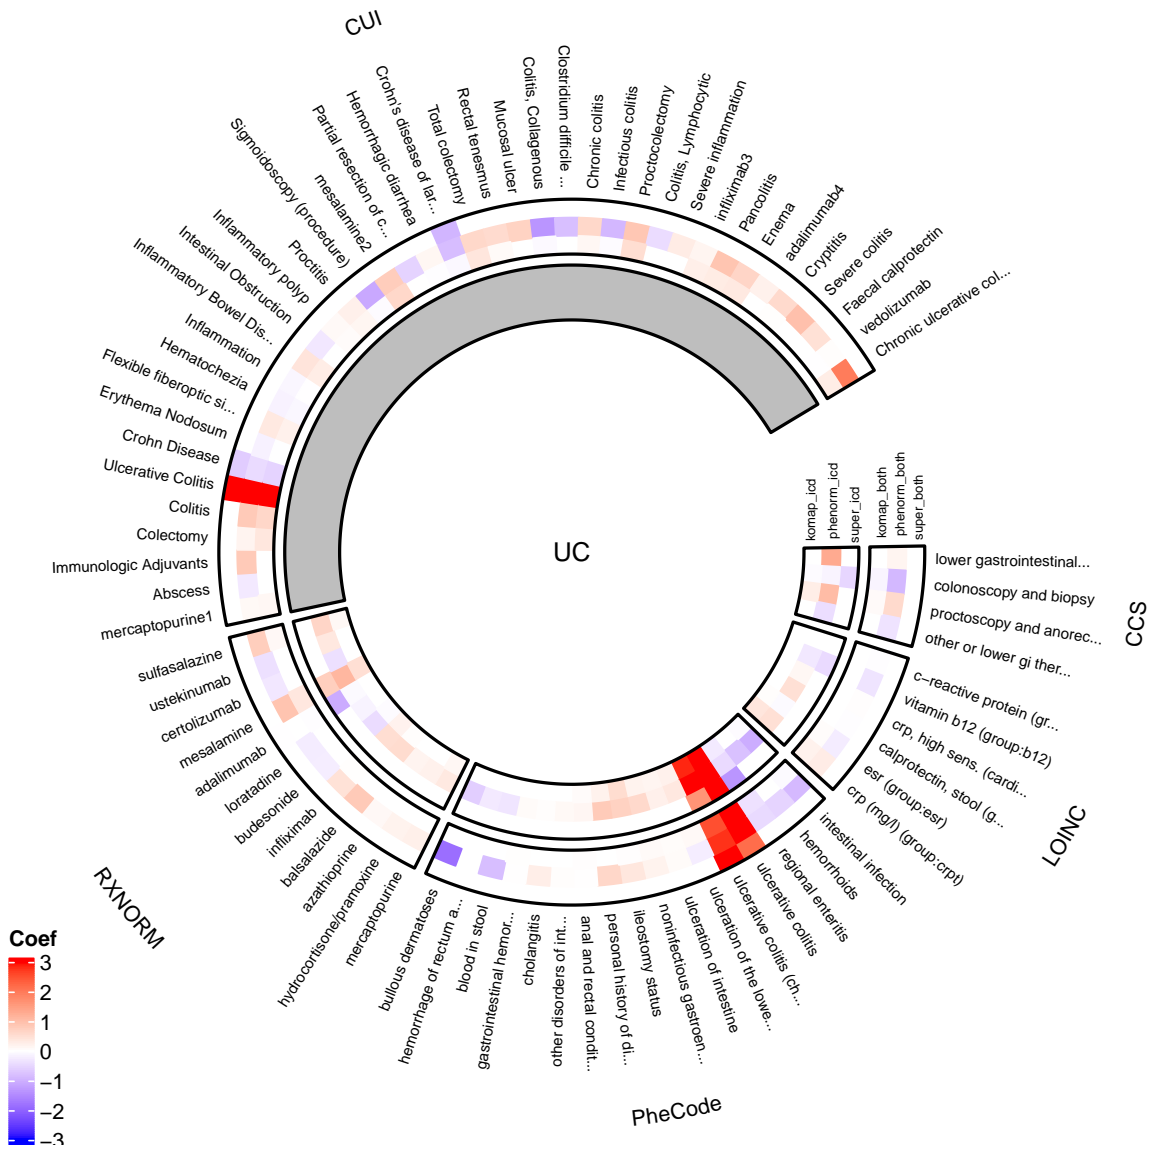 CUI
mercaptopurine1
Abscess
Immunologic Adjuvants
Colectomy
Colitis
Ulcerative Colitis
Crohn Disease
Erythema Nodosum
Flexible fiberoptic si...
Hematochezia
Inflammation
Inflammatory Bowel Dis...
Intestinal Obstruction
Inflammatory polyp
Proctitis
Sigmoidoscopy (procedure)
mesalamine2
Partial resection of c...
Hemorrhagic diarrhea
Crohn's disease of lar...
Total colectomy
Rectal tenesmus
Mucosal ulcer
Colitis, Collagenous
Clostridium difficile ...
Chronic colitis
Infectious colitis
Proctocolectomy
Colitis, Lymphocytic
Severe inflammation
infliximab3
Pancolitis
Enema
adalimumab4
Cryptitis
Severe colitis
Faecal calprotectin
vedolizumab
Chronic ulcerative col...
komap_icd
phenorm_icd
super_icd
komap_both
phenorm_both
super_both
UC
lower gastrointestinal...
colonoscopy and biopsy
proctoscopy and anorec...
other or lower gi ther...
CCS
c−reactive protein (gr...
vitamin b12 (group:b12)
crp, high sens. (cardi...
calprotectin, stool (g...
esr (group:esr)
crp (mg/l) (group:crpt)
LOINC
intestinal infection
hemorrhoids
regional enteritis
ulcerative colitis
ulcerative colitis (ch...
ulceration of the lowe...
ulceration of intestine
noninfectious gastroen...
ileostomy status
personal history of di...
anal and rectal condit...
other disorders of int...
cholangitis
gastrointestinal hemor...
blood in stool
hemorrhage of rectum a...
bullous dermatoses
PheCode
mercaptopurine
hydrocortisone/pramoxine
azathioprine
balsalazide
infliximab
budesonide
loratadine
adalimumab
mesalamine
certolizumab
ustekinumab
sulfasalazine
RXNORM
Coef
3
2
1
0
−1
−2
−3